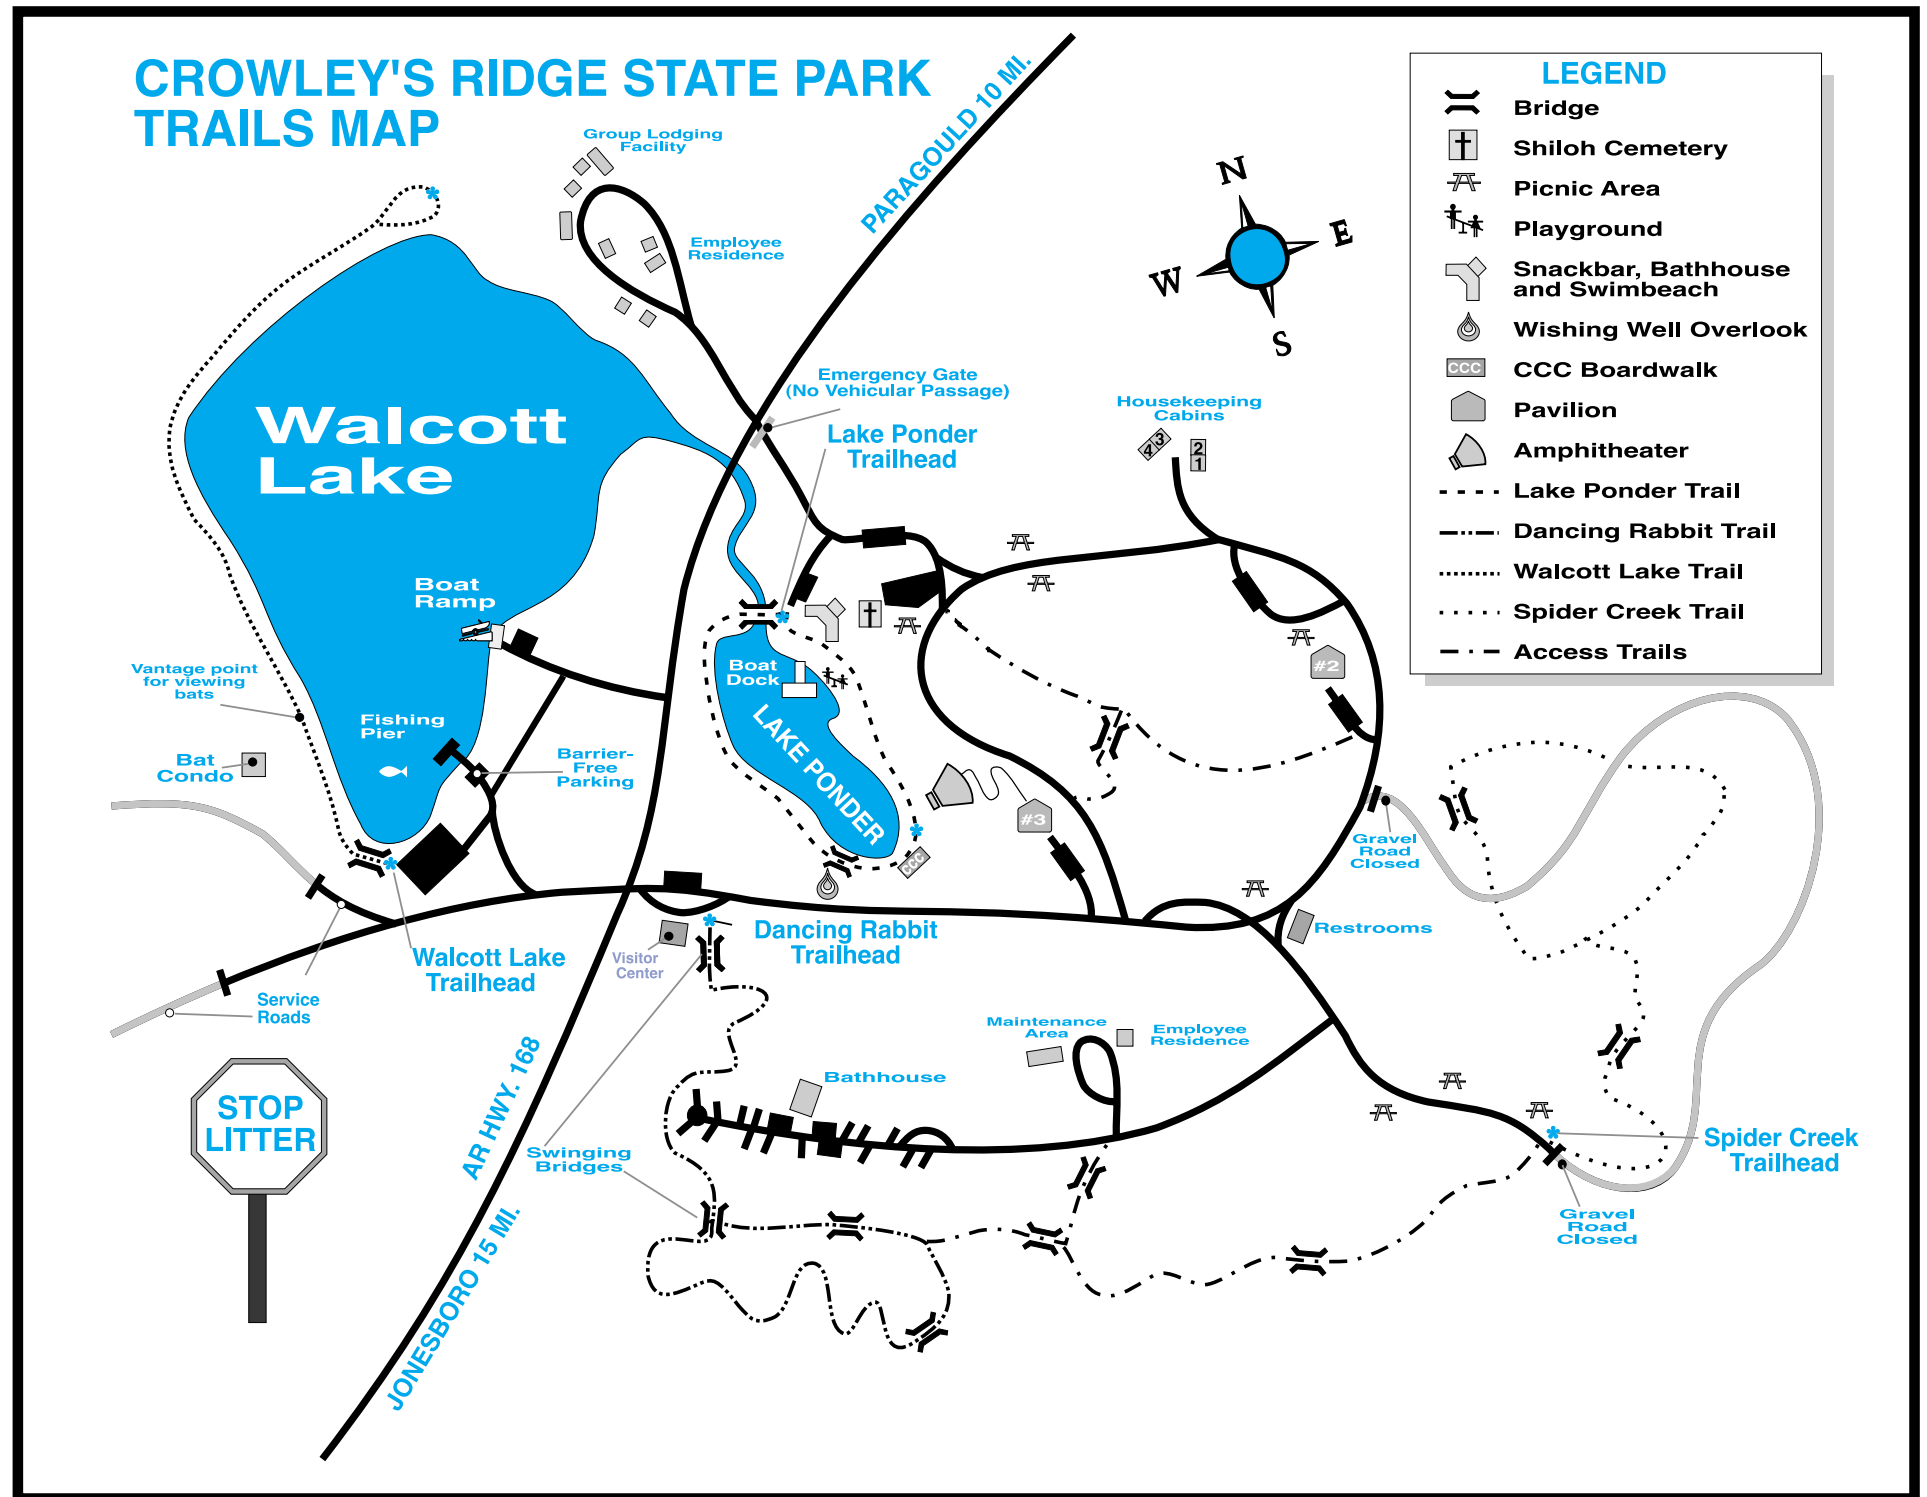 CROWLEY'S RIDGE STATE PARK
TRAILS MAP
Group Lodging
Facility
Employee
Residence
PARAGOULD 10 MI.
N
E
W
S
LEGEND
Bridge
Shiloh Cemetery
Picnic Area
Playground
Snackbar, Bathhouse
and Swimbeach
Wishing Well Overlook
CCC
CCC Boardwalk
Pavilion
Amphitheater
Lake Ponder Trail
Dancing Rabbit Trail
Walcott Lake Trail
Spider Creek Trail
Access Trails
Emergency Gate
(No Vehicular Passage)
Lake Ponder
Trailhead
Housekeeping
Cabins
4
3
2
1
Walcott
Lake
Boat
Ramp
Vantage point
for viewing
bats
Bat
Condo
Fishing
Pier
Barrier-
Free
Parking
Boat
Dock
LAKE PONDER
#2
#3
CCC
Gravel
Road
Closed
Restrooms
Walcott Lake
Trailhead
Visitor
Center
Dancing Rabbit
Trailhead
Service
Roads
Maintenance
Area
Employee
Residence
Bathhouse
STOP
LITTER
AR HWY. 168
Swinging
Bridges
JONESBORO 15 MI.
Spider Creek
Trailhead
Gravel
Road
Closed